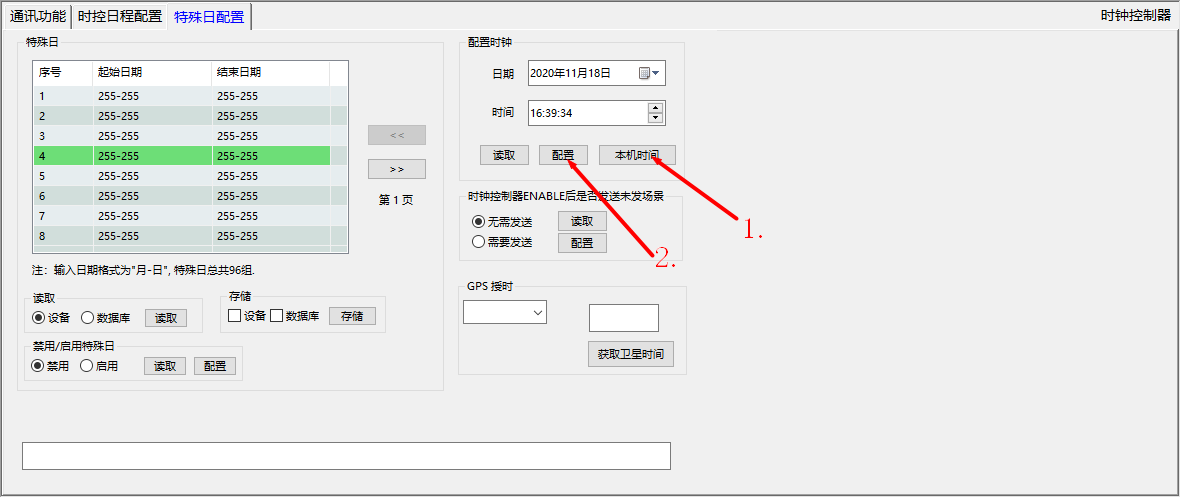 通讯功能 时控日程配置 特殊日配置 时钟控制器
特殊日
序号 起始日期 结束日期
1 255-255 255-255
2 255-255 255-255
3 255-255 255-255
4 255-255 255-255
5 255-255 255-255
6 255-255 255-255
7 255-255 255-255
8 255-255 255-255
<<
>>
第 1 页
注：输入日期格式为"月-日", 特殊日总共96组.
读取
设备 数据库 读取
存储
设备 数据库 存储
禁用/启用特殊日
禁用 启用 读取 配置
配置时钟
日期 2020年11月18日
时间 16:39:34
读取 配置 本机时间
1.
2.
时钟控制器ENABLE后是否发送未发场景
无需发送 读取
需要发送 配置
GPS 授时
获取卫星时间